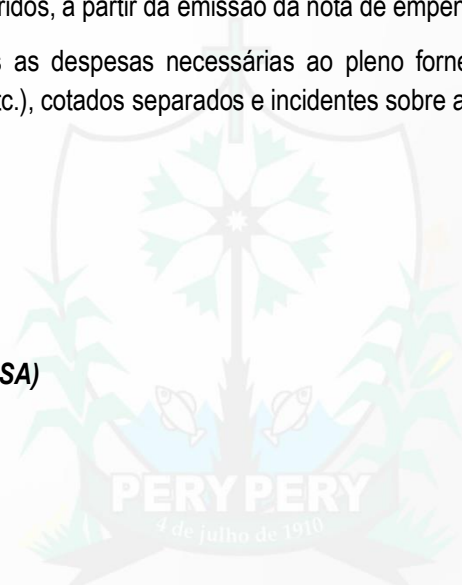 ridos, a partir da emissão da nota de empen
s as despesas necessárias ao pleno forne
tc.), cotados separados e incidentes sobre a
SA)
PERY PERY
4 de julho de 1910